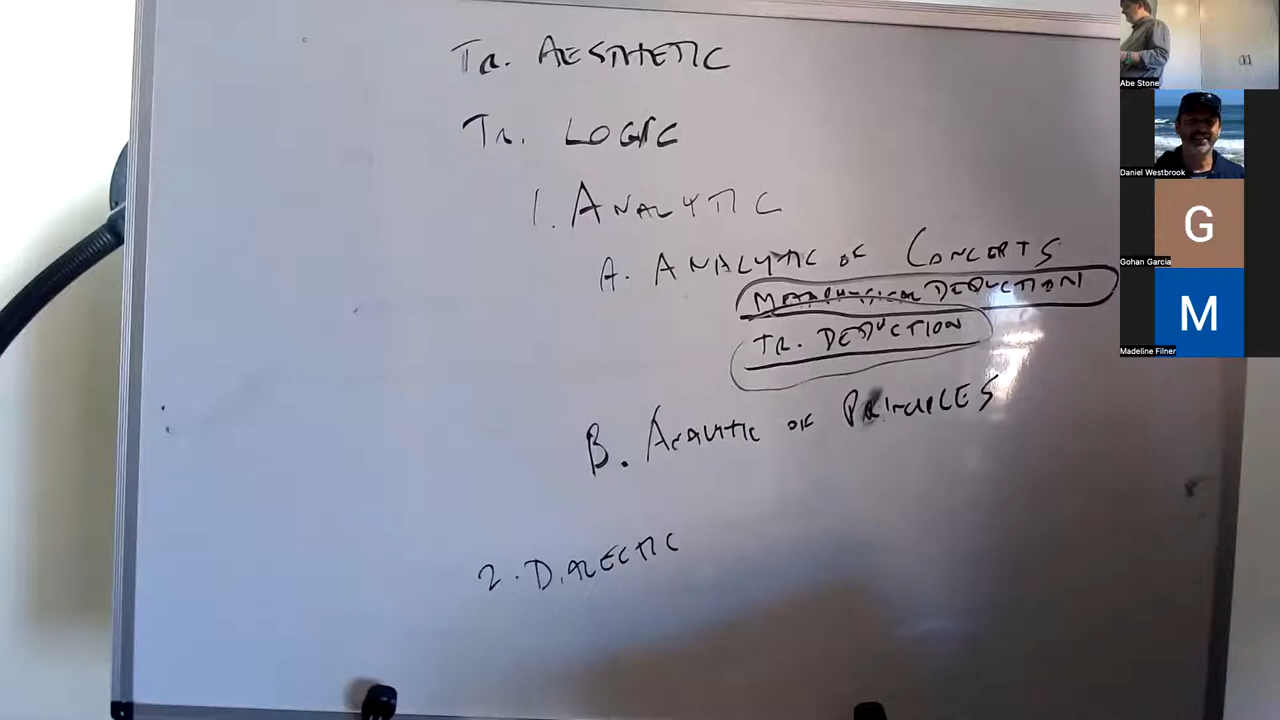 Tr. AESTHETIC
Tr. LOGIC
1. ANALYTIC
A. ANALYTIC OF CONCEPTS
METAPHYSICAL DEDUCTION
TR. DEDUCTION
B. ANALYTIC OF PRINCIPLES
2. DIALECTIC
Abe Stone
Daniel Westbrook
G
Gohan Garcia
M
Madeline Filner